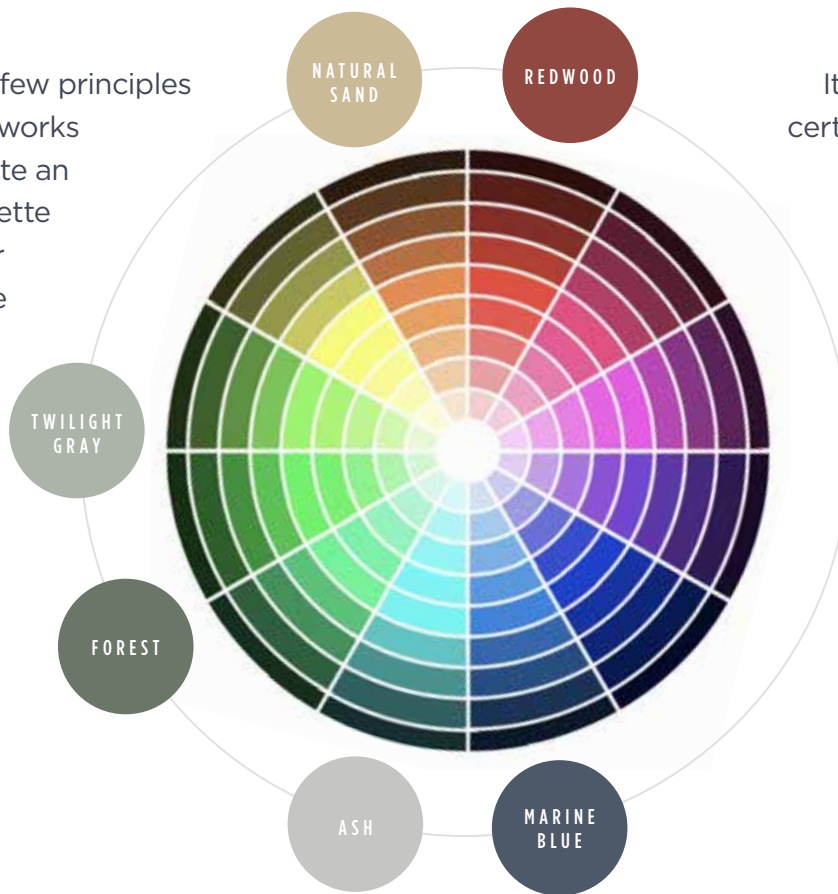 few principles
works
te an
ette
e
It
cert
NATURAL
SAND
REDWOOD
TWILIGHT
GRAY
FOREST
ASH
MARINE
BLUE